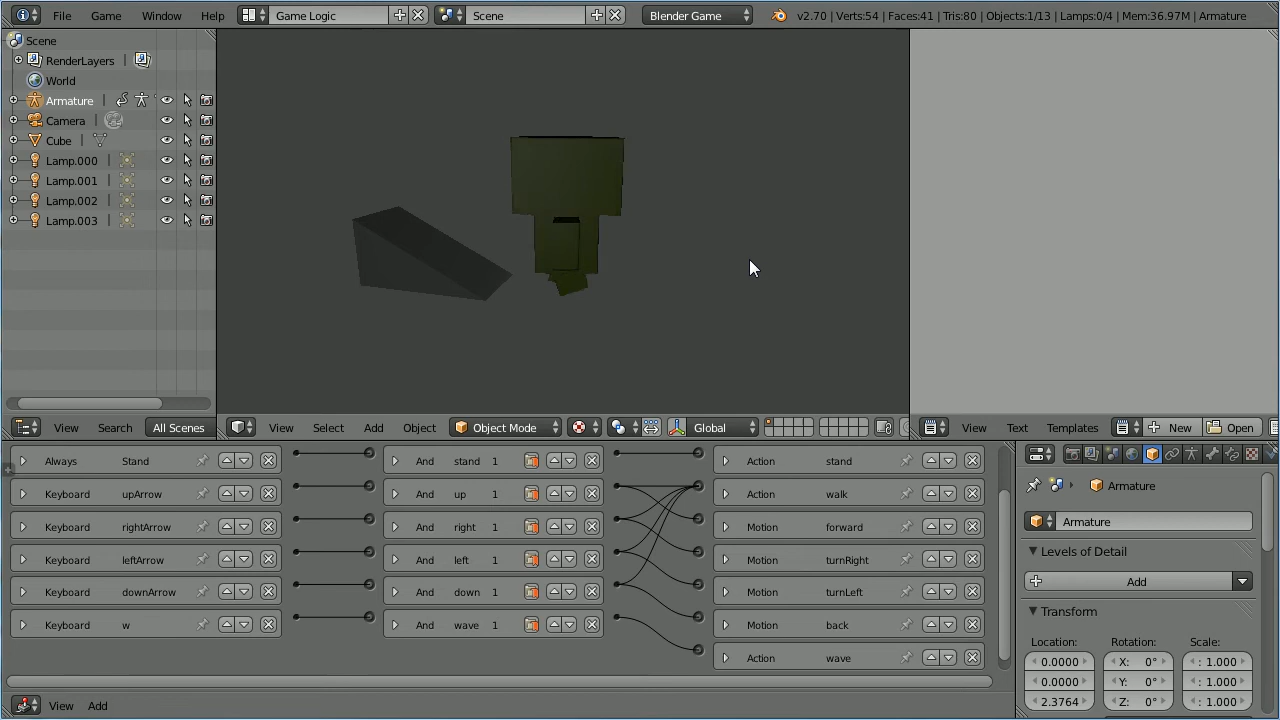 File Game Window Help Game Logic Scene Blender Game v2.70 | Verts:54 | Faces:41 | Tris:80 | Objects:1/13 | Lamps:0/4 | Mem:36.97M | Armature
Scene
RenderLayers
World
Armature
Camera
Cube
Lamp.000
Lamp.001
Lamp.002
Lamp.003
View Search All Scenes
View Select Add Object Object Mode Global
View Text Templates New Open
Always Stand And stand 1 Action stand
Keyboard upArrow And up 1 Action walk
Keyboard rightArrow And right 1 Motion forward
Keyboard leftArrow And left 1 Motion turnRight
Keyboard downArrow And down 1 Motion turnLeft
Keyboard w And wave 1 Motion back
Action wave
View Add
Armature
Armature
Levels of Detail
Add
Transform
Location: Rotation: Scale:
0.0000 X: 0° : 1.000
0.0000 Y: 0° : 1.000
2.3764 Z: 0° : 1.000